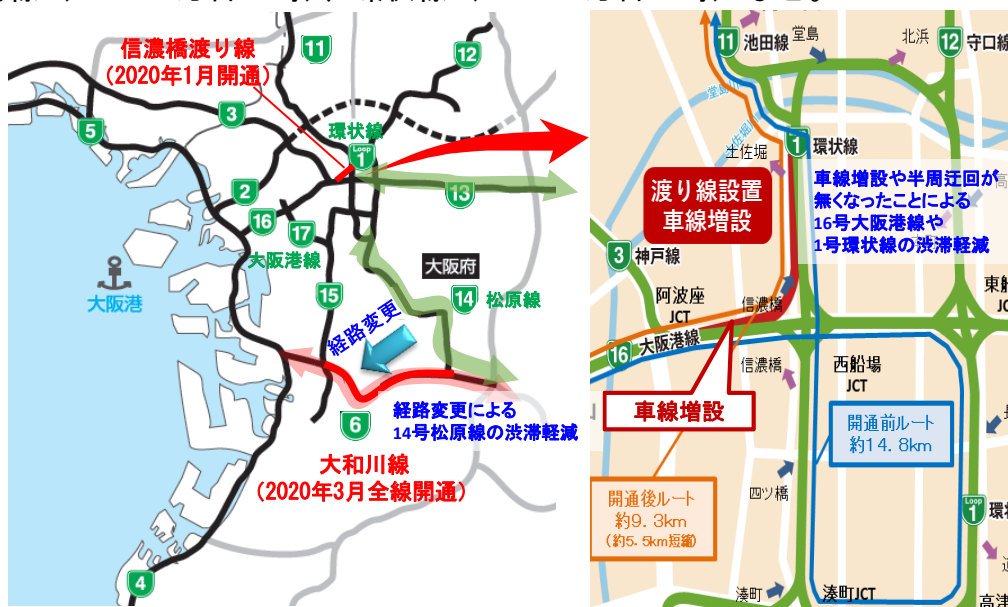 信濃橋渡り線
(2020年1月開通)
11
12
3
5
環状線
Loop
1
2
13
16
17
大阪港線
大阪府
大阪港
15
14
松原線
経路変更
経路変更による
14号松原線の渋滞軽減
6
大和川線
(2020年3月全線開通)
4
11 池田線
堂島
北浜
12 守口線
堂島川
土佐堀
1 環状線
渡り線設置
車線増設
車線増設や半周迂回が
無くなったことによる
16号大阪港線や
1号環状線の渋滞軽減
3 神戸線
阿波座
JCT
信濃橋
16 大阪港線
信濃橋
西船場
JCT
車線増設
開通前ルート
約14.8km
開通後ルート
約9.3km
(約5.5km短縮)
四ツ橋
Loop
1
湊町
湊町JCT
高津